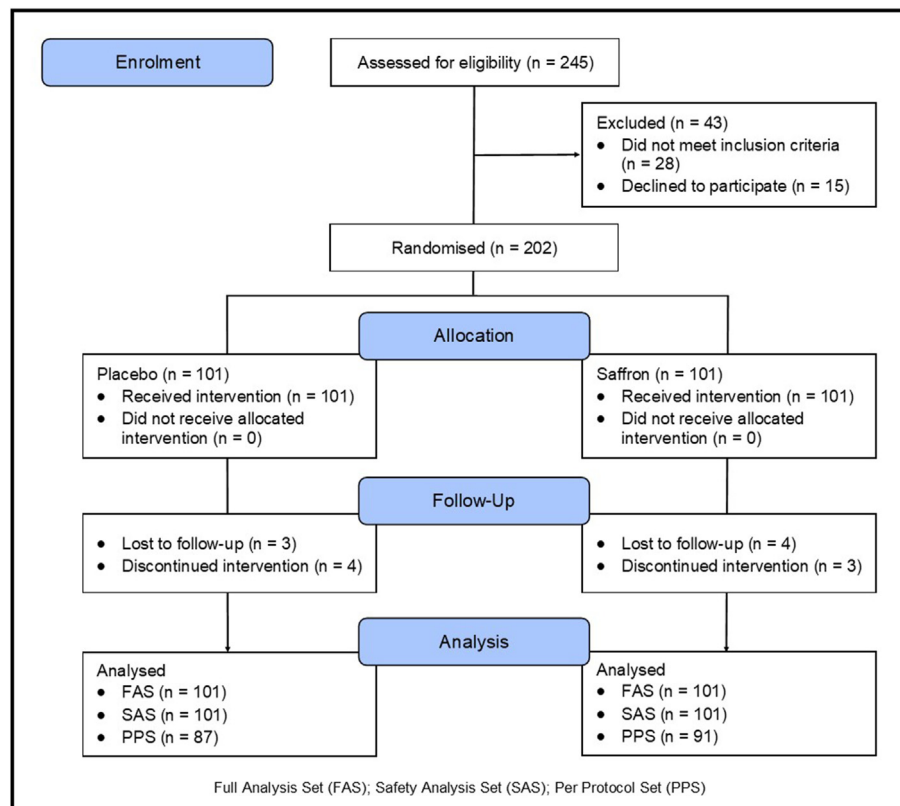 Enrolment
Assessed for eligibility (n = 245)
Excluded (n = 43)
● Did not meet inclusion criteria
(n = 28)
● Declined to participate (n = 15)
Randomised (n = 202)
Allocation
Placebo (n = 101)
● Received intervention (n = 101)
● Did not receive allocated
intervention (n = 0)
Saffron (n = 101)
● Received intervention (n = 101)
● Did not receive allocated
intervention (n = 0)
Follow-Up
● Lost to follow-up (n = 3)
● Discontinued intervention (n = 4)
● Lost to follow-up (n = 4)
● Discontinued intervention (n = 3)
Analysis
Analysed
● FAS (n = 101)
● SAS (n = 101)
● PPS (n = 87)
Analysed
● FAS (n = 101)
● SAS (n = 101)
● PPS (n = 91)
Full Analysis Set (FAS); Safety Analysis Set (SAS); Per Protocol Set (PPS)